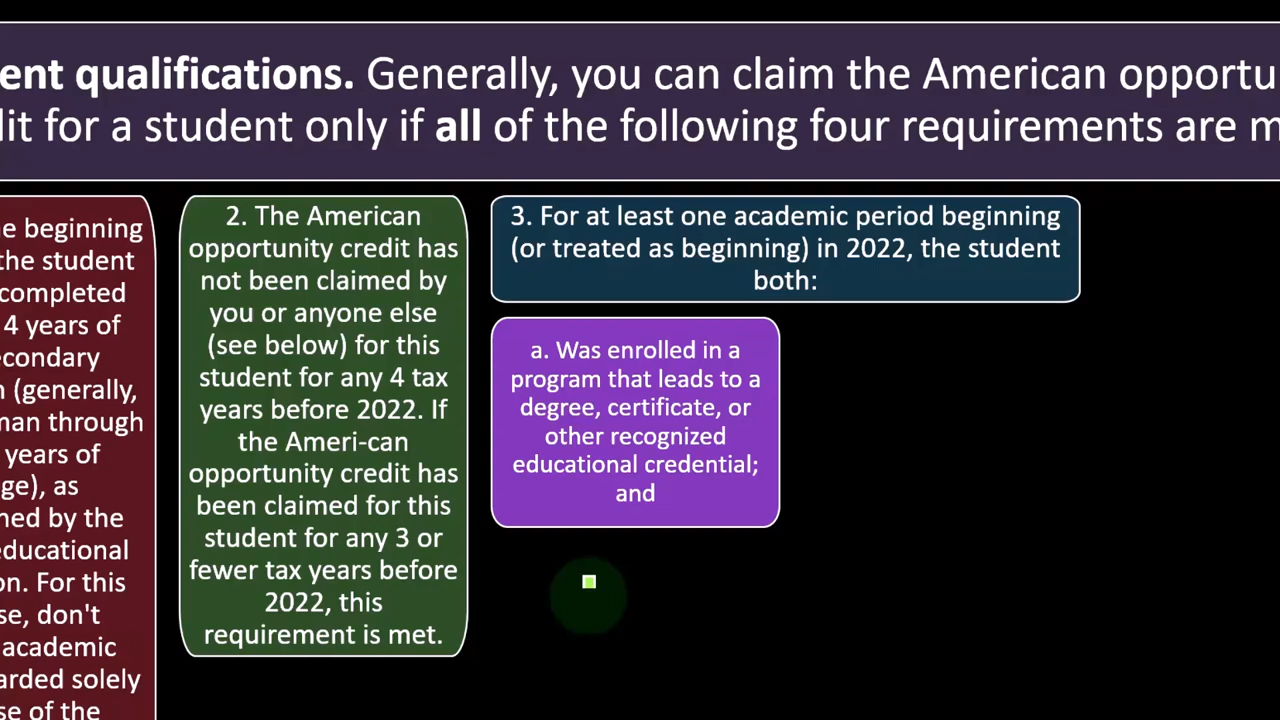 ent qualifications. Generally, you can claim the American opportu
lit for a student only if all of the following four requirements are m
e beginning
the student
completed
4 years of
econdary
n (generally,
man through
years of
ge), as
ned by the
educational
on. For this
se, don't
academic
arded solely
se of the
2. The American
opportunity credit has
not been claimed by
you or anyone else
(see below) for this
student for any 4 tax
years before 2022. If
the Ameri-can
opportunity credit has
been claimed for this
student for any 3 or
fewer tax years before
2022, this
requirement is met.
3. For at least one academic period beginning
(or treated as beginning) in 2022, the student
both:
a. Was enrolled in a
program that leads to a
degree, certificate, or
other recognized
educational credential;
and